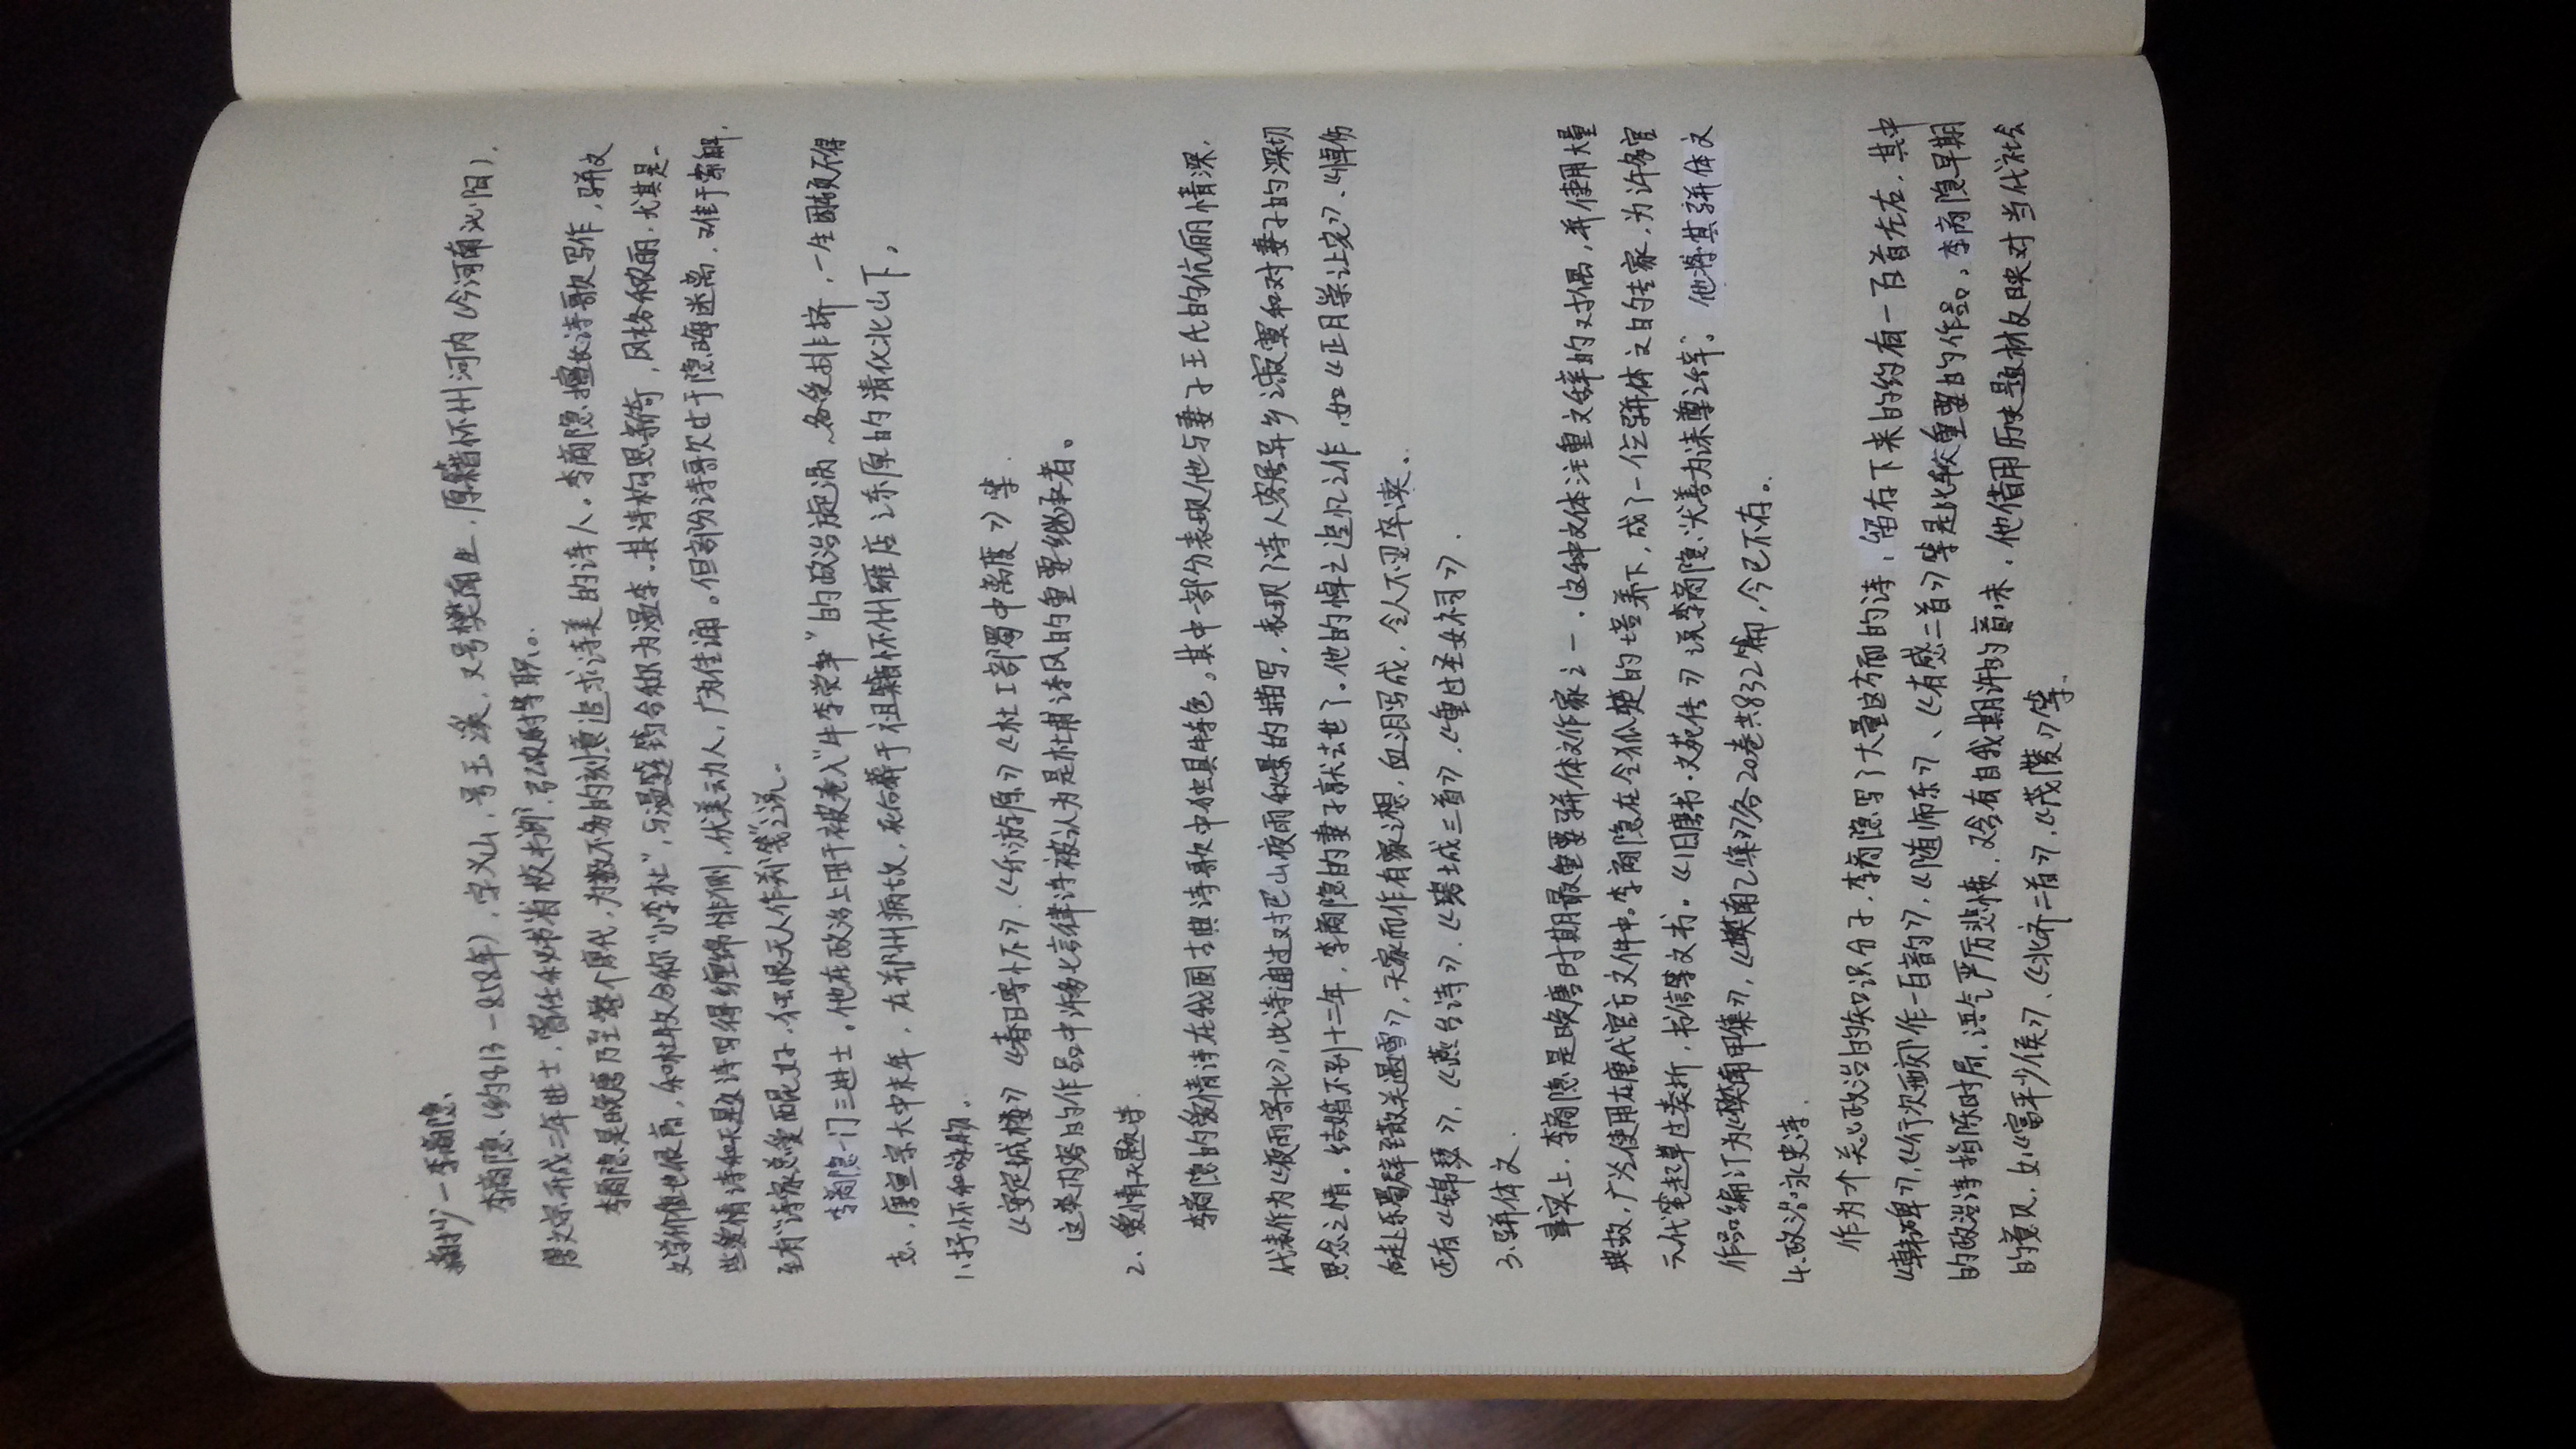 摘抄一李商隐、
李商隐(约813-858年),字义山,号玉溪,又号樊南生,原籍怀州河内(今河南沁阳),
唐文宗开成二年进士,曾任秘书省校书郎、弘农尉等职。
李商隐是晚唐乃至整个唐代,为数不多的刻意追求诗美的诗人。李商隐擅长诗歌写作,骈文
文学价值也很高,和杜牧合称“小李杜”,与温庭筠合称为温李。其诗构思新奇,风格秾丽,尤其是一
些爱情诗和无题诗写得缠绵悱恻,优美动人,广为传诵。但部分诗歌过于隐晦迷离,难于索解,
至有“诗家总爱西昆好,独恨无人作郑笺”之说。
李商隐一门三进士。他在政治上因卷被卷入“牛李党争”的政治旋涡、备受排挤,一生困顿不得
志,唐宣宗大中末年,在郑州病故,死后葬于祖籍怀州雍店之东原的清化北山下。
1、抒怀和咏物。
《安定城楼》《春日寄怀》、《乐游原》《杜工部蜀中离度》等.
这类内容的作品中许多七言律诗被认为是杜甫诗风的重要继承者。
2、爱情无题诗.
李商隐的爱情诗在我国古典诗歌中独具特色。其中一部分表现他与妻子王氏的伉俪情深,
代表作为《夜雨寄北》,此诗通过对巴山夜雨秋景的描写,表现了诗人客居异乡之寂寞和对妻子的深切
思念之情。结婚不到十二年,李商隐的妻子就去世了。他的悼亡追忆之作,如《正月崇让宅》、《悼伤
后赴东蜀辟至散关遇雪》,无家而作有家之想,血泪写成,令人不忍卒读。
还有《锦瑟》,《燕台诗》、《碧城三首》、《重过圣女祠》.
3、骈体文.
事实上,李商隐是晚唐时期最重要骈体文作家之一.这种文体注重文辞的对偶,并使用大量
典故,广泛使用在唐代官方文件中。李商隐在令狐楚的培养下,成了一位骈体文的专家,为许多官
员代笔起草过奏折,书信等文书。《旧唐书·文苑传》说李商隐“尤善为诔奠之辞”。他将其骈体文
作品编订为《樊南甲集》,《樊南乙集》各20卷共832篇,今已不存。
4、政治咏史诗.
作为一个关心政治的知识分子,李商隐写了大量这方面的诗,留存下来的约有一百首左右,其中
《韩碑》,《行次西郊作一百韵》,《随师东》、《有感二首》等是比较重要的作品。李商隐早期
的政治诗指陈时局,语气严厉悲愤,又含有自我期许的意味.他借用历史题材反映对当代社会
的意见,如《富平少侯》、《北齐二首》,《茂陵》等.